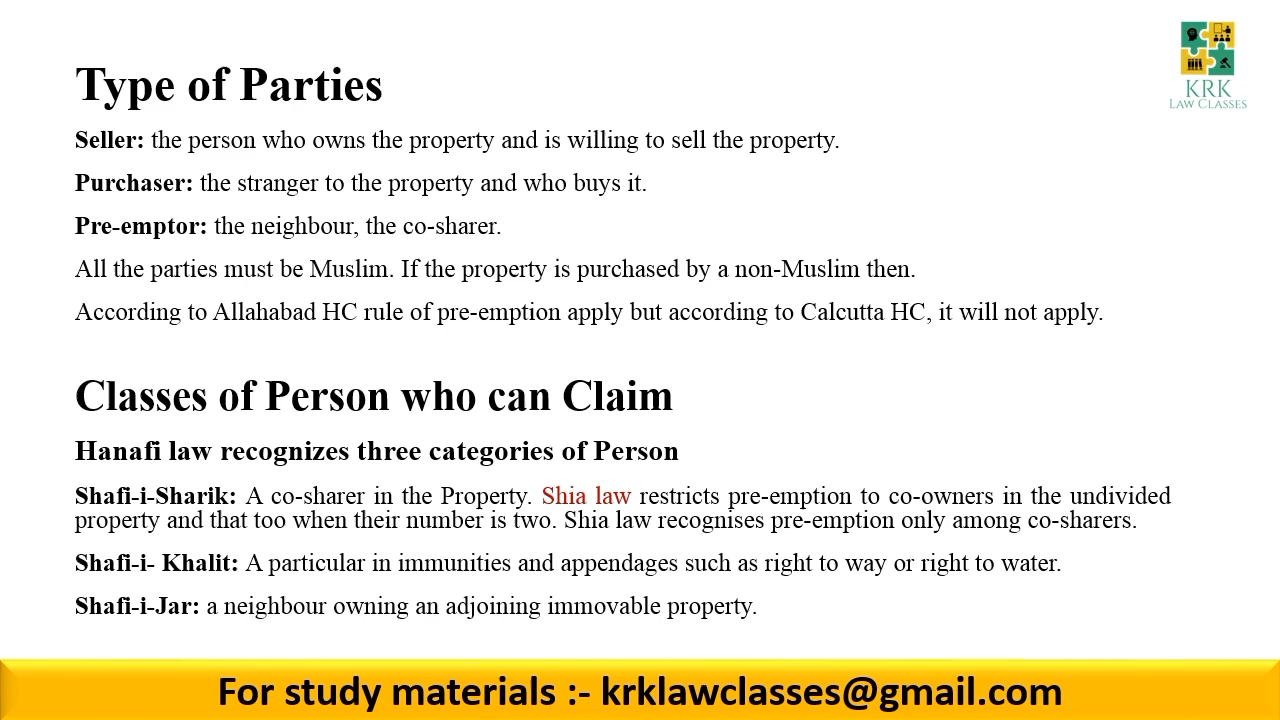 KRK
LAW CLASSES
Type of Parties
Seller: the person who owns the property and is willing to sell the property.
Purchaser: the stranger to the property and who buys it.
Pre-emptor: the neighbour, the co-sharer.
All the parties must be Muslim. If the property is purchased by a non-Muslim then.
According to Allahabad HC rule of pre-emption apply but according to Calcutta HC, it will not apply.
Classes of Person who can Claim
Hanafi law recognizes three categories of Person
Shafi-i-Sharik: A co-sharer in the Property. Shia law restricts pre-emption to co-owners in the undivided
property and that too when their number is two. Shia law recognises pre-emption only among co-sharers.
Shafi-i- Khalit: A particular in immunities and appendages such as right to way or right to water.
Shafi-i-Jar: a neighbour owning an adjoining immovable property.
For study materials :- krklawclasses@gmail.com